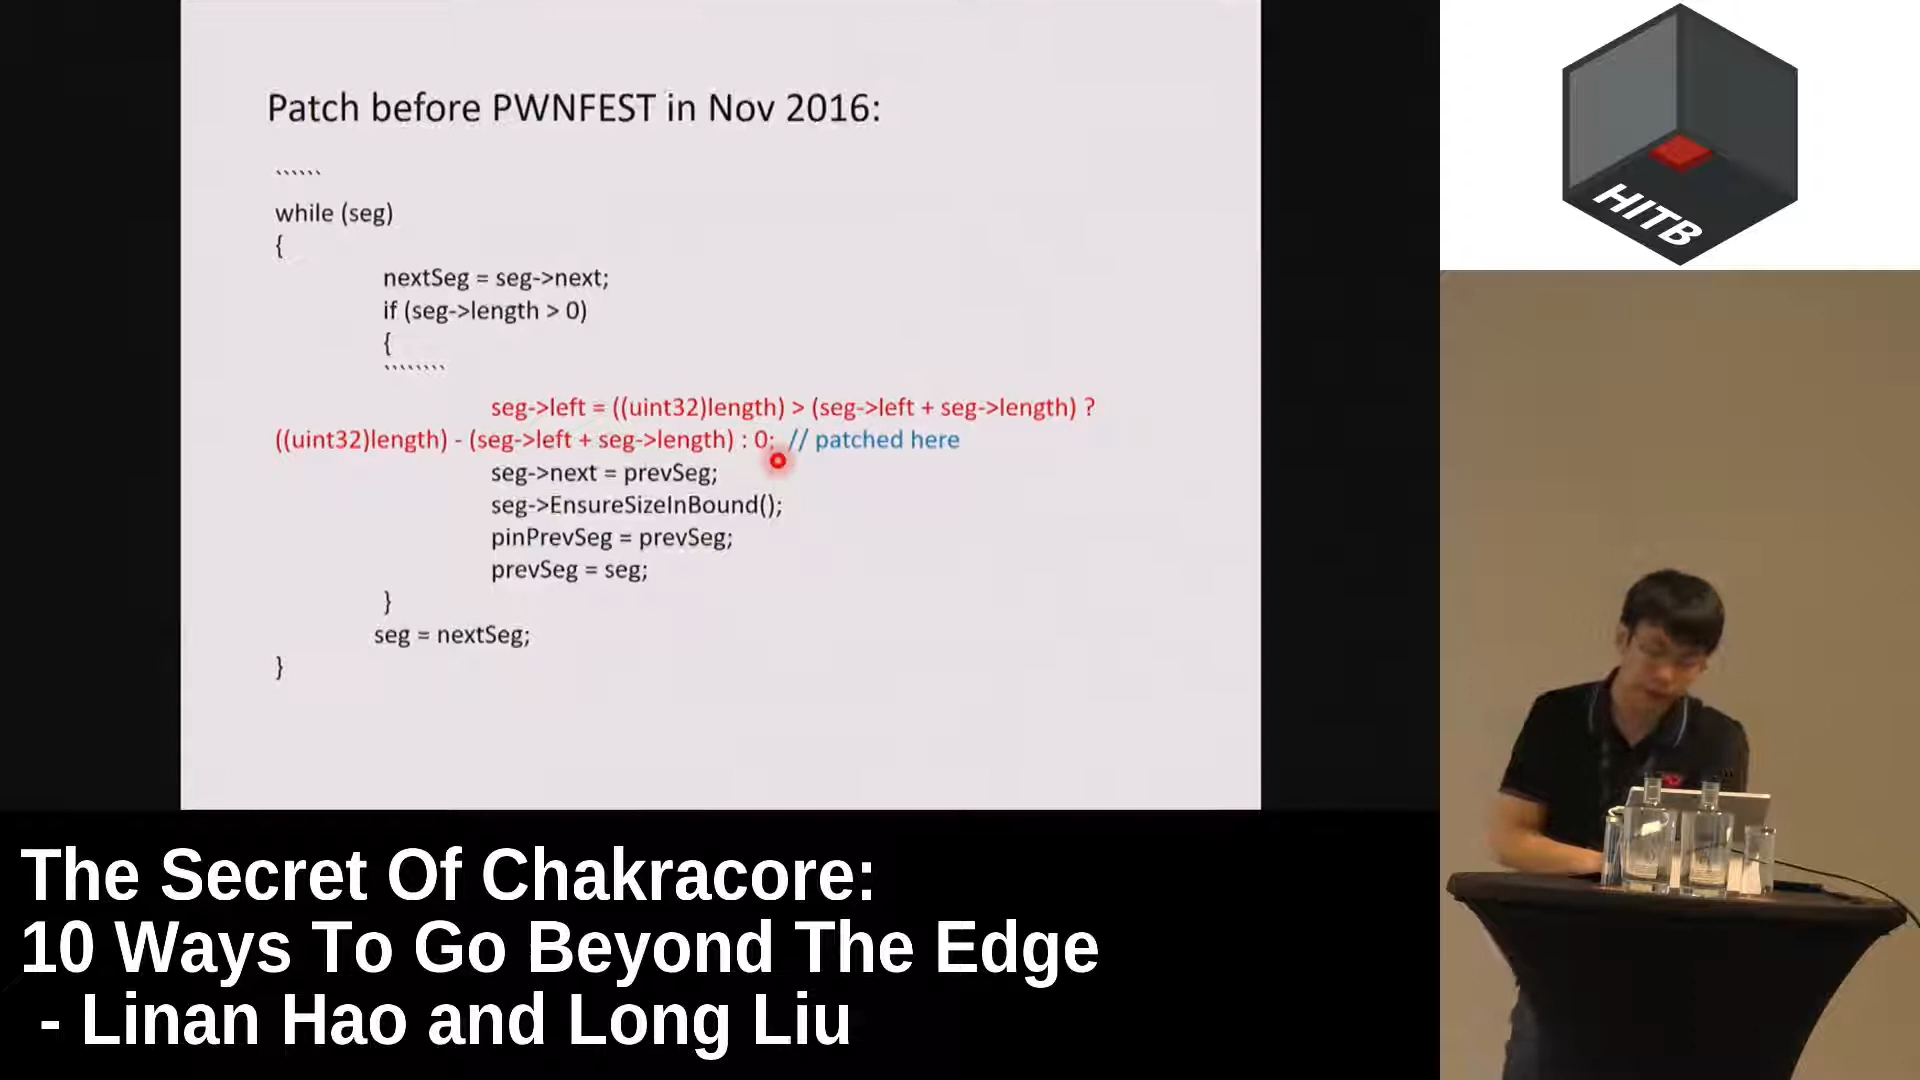 Patch before PWNFEST in Nov 2016:
``````
while (seg)
{
nextSeg = seg->next;
if (seg->length > 0)
{
````````
seg->left = ((uint32)length) > (seg->left + seg->length) ?
((uint32)length) - (seg->left + seg->length) : 0; // patched here
seg->next = prevSeg;
seg->EnsureSizeInBound();
pinPrevSeg = prevSeg;
prevSeg = seg;
}
seg = nextSeg;
}
HITB
The Secret Of Chakracore:
10 Ways To Go Beyond The Edge
- Linan Hao and Long Liu